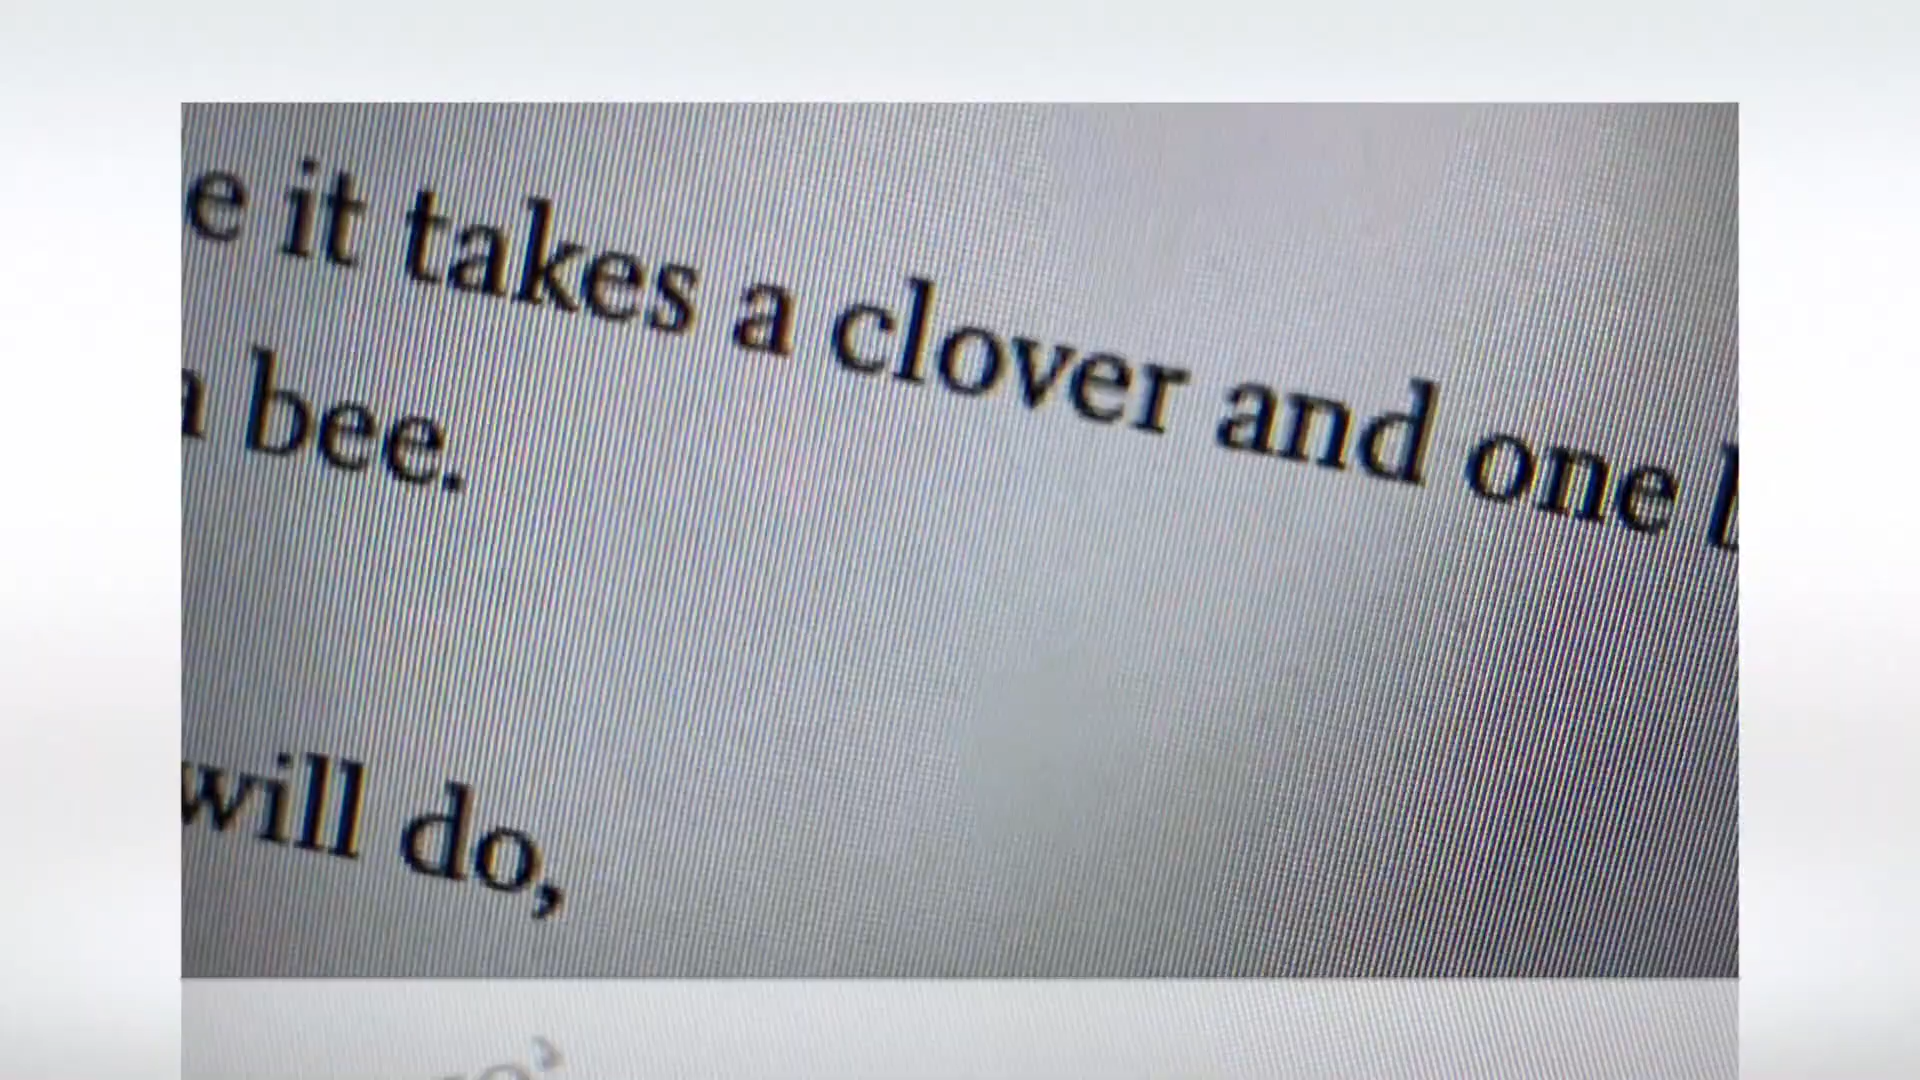 e it takes a clover and one
bee.
will do,